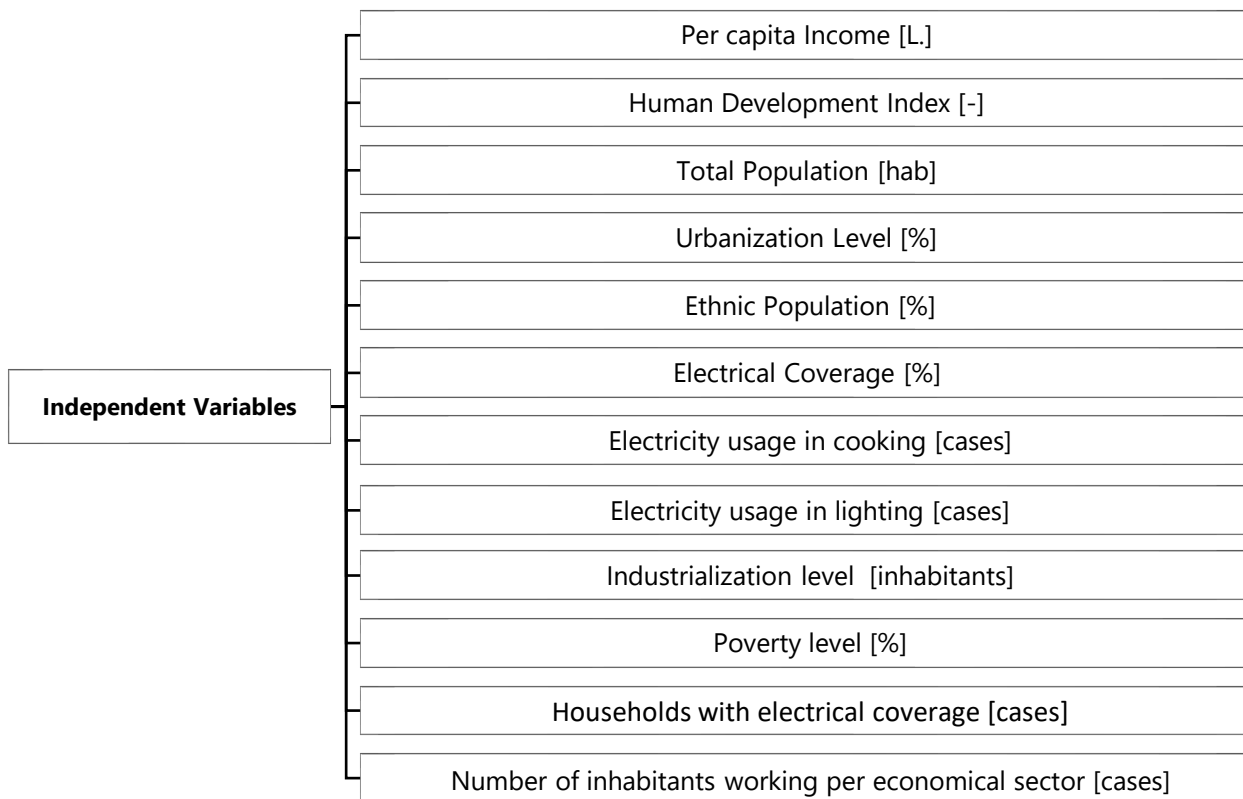 Per capita Income [L.]
Human Development Index [-]
Total Population [hab]
Urbanization Level [%]
Ethnic Population [%]
Electrical Coverage [%]
Independent Variables
Electricity usage in cooking [cases]
Electricity usage in lighting [cases]
Industrialization level [inhabitants]
Poverty level [%]
Households with electrical coverage [cases]
Number of inhabitants working per economical sector [cases]